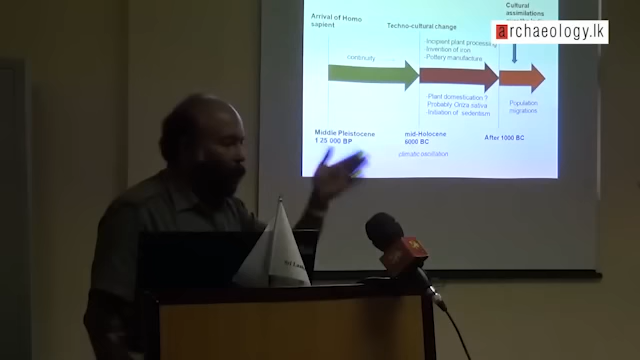 Cultural
assimilations
archaeology.lk
Arrival of Homo
sapient
Techno-cultural change
Incipient plant processing
Invention of iron
Pottery manufacture
continuity
Plant domestication ?
Probably Oriza sativa
Initiation of sedentism
Population
migrations
Middle Pleistocene
1 25 000 BP
mid-Holocene
6000 BC
After 1000 BC
climatic oscillation
Sri Lan